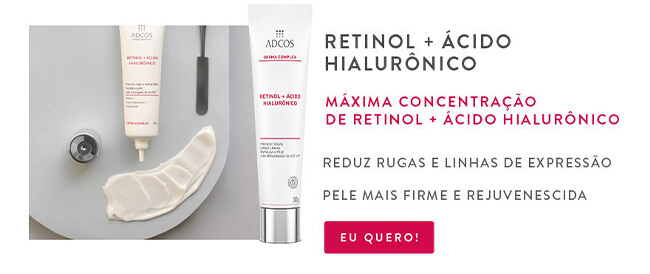 ADCOS
RETINOL + ÁCIDO
HIALURÔNICO
ADCOS
DERMA COMPLEX
RETINOL + ÁCIDO
HIALURÔNICO
30g
RETINOL + ÁCIDO
HIALURÔNICO
MÁXIMA CONCENTRAÇÃO
DE RETINOL + ÁCIDO HIALURÔNICO
REDUZ RUGAS E LINHAS DE EXPRESSÃO
PELE MAIS FIRME E REJUVENESCIDA
EU QUERO!